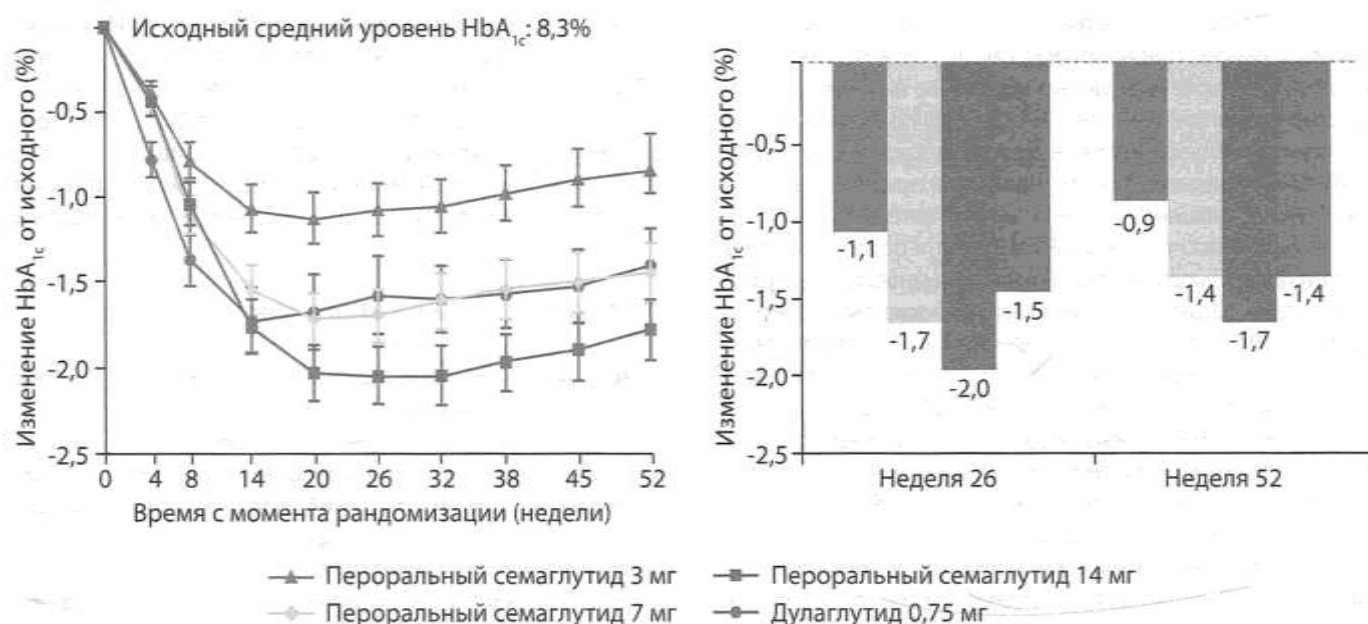 Исходный средний уровень HbA1c: 8,3%
Изменение HbA1c от исходного (%)
0
-0,5
-1,0
-1,5
-2,0
-2,5
0 4 8 14 20 26 32 38 45 52
Время с момента рандомизации (недели)
Изменение HbA1c от исходного (%)
-0,5
-1,0
-1,5
-2,0
-2,5
-1,1
-1,7
-2,0
-1,5
-0,9
-1,4
-1,7
-1,4
Неделя 26 Неделя 52
Пероральный семаглутид 3 мг Пероральный семаглутид 14 мг
Пероральный семаглутид 7 мг Дулаглутид 0,75 мг